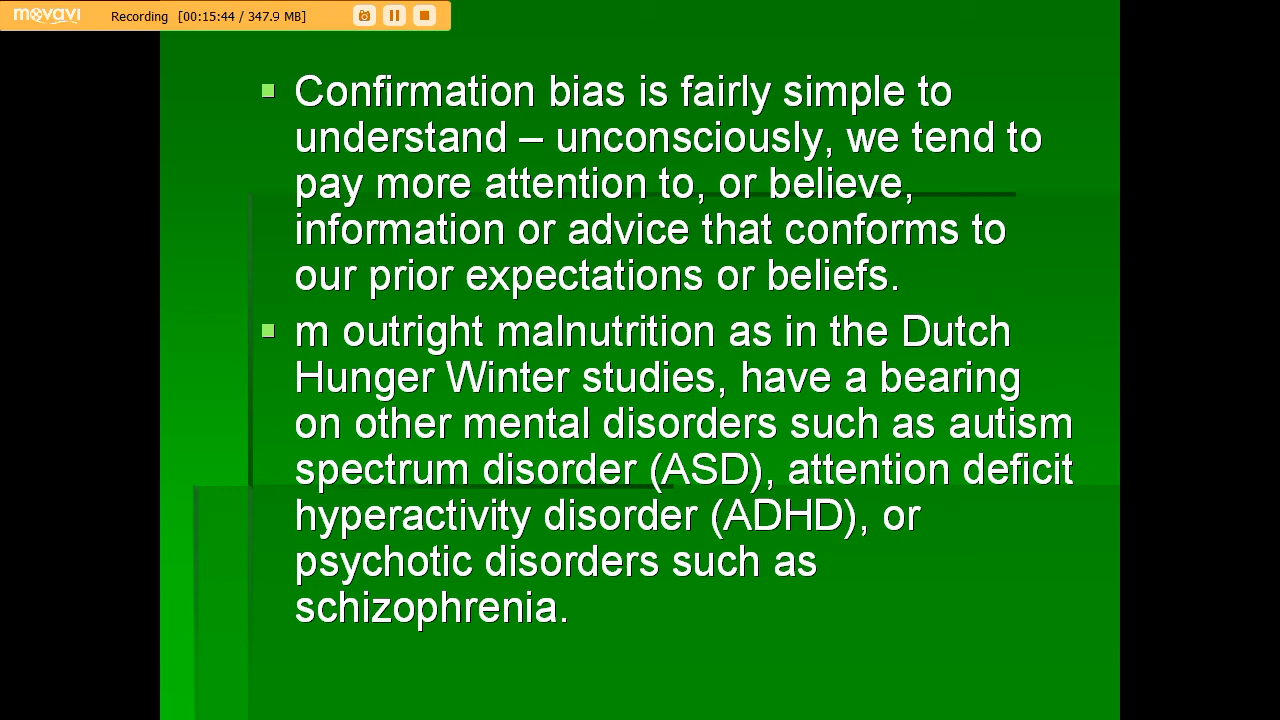 movavi Recording [00:15:44 / 347.9 MB]
Confirmation bias is fairly simple to
understand – unconsciously, we tend to
pay more attention to, or believe,
information or advice that conforms to
our prior expectations or beliefs.
m outright malnutrition as in the Dutch
Hunger Winter studies, have a bearing
on other mental disorders such as autism
spectrum disorder (ASD), attention deficit
hyperactivity disorder (ADHD), or
psychotic disorders such as
schizophrenia.